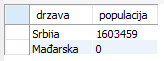 drzava populacija
Srbija 1603459
Mađarska 0